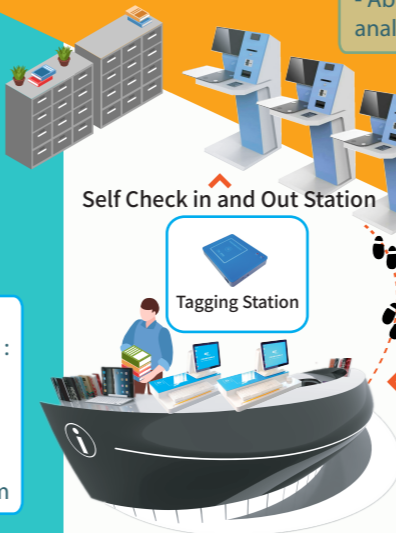 - Ab
anal
Self Check in and Out Station
Tagging Station
:
i